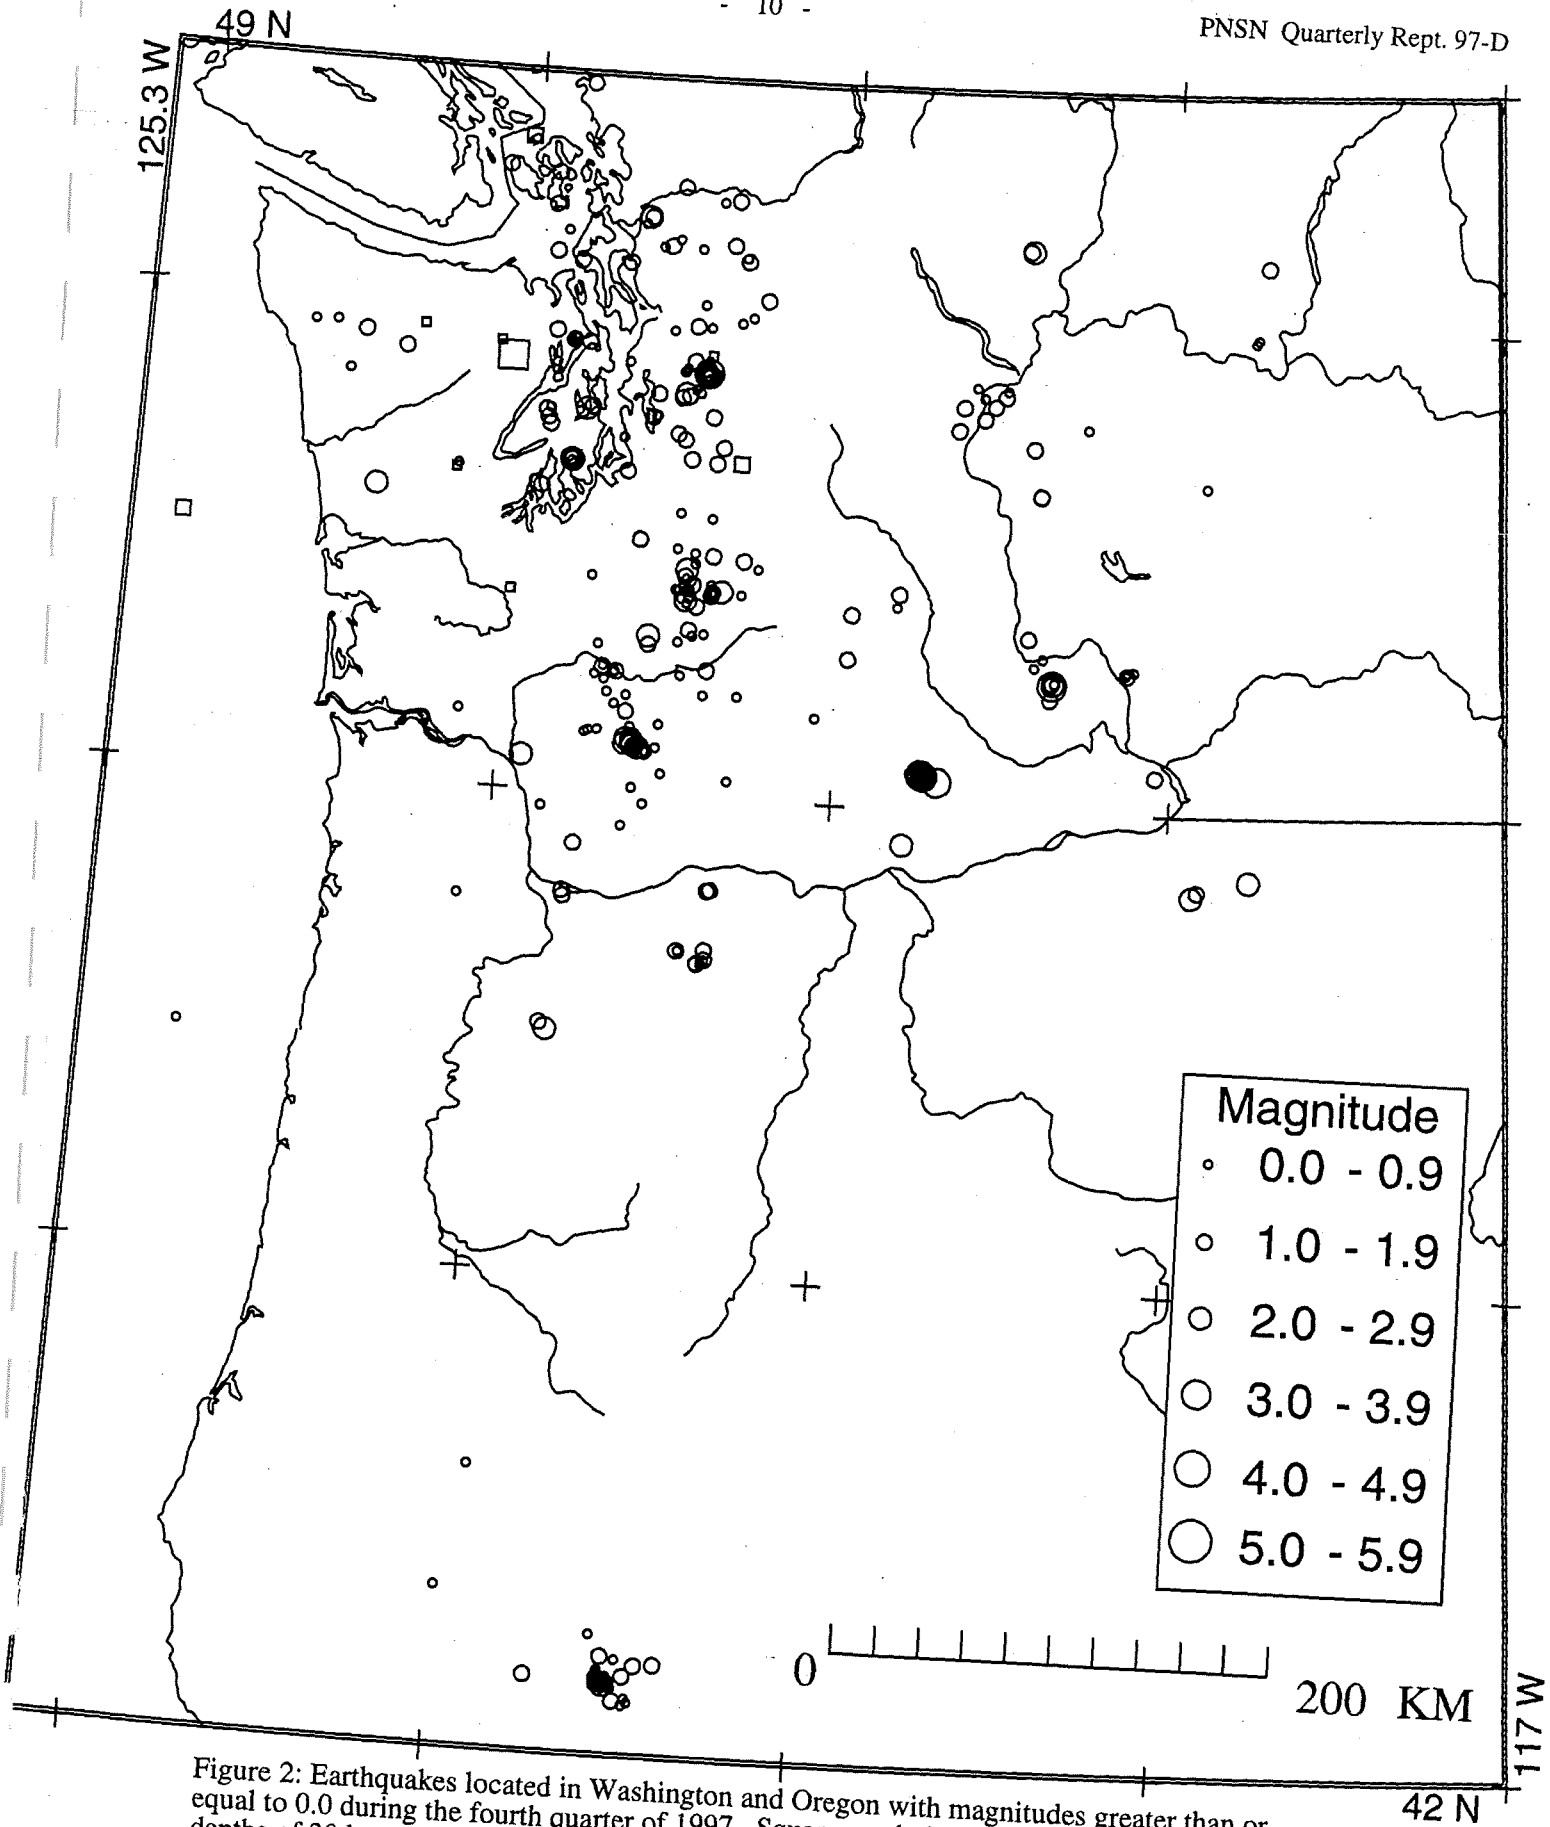 - 10 -
PNSN Quarterly Rept. 97-D
49 N
125.3 W
Magnitude
0.0 - 0.9
1.0 - 1.9
2.0 - 2.9
3.0 - 3.9
4.0 - 4.9
5.0 - 5.9
0
200 KM
117 W
42 N
Figure 2: Earthquakes located in Washington and Oregon with magnitudes greater than or
equal to 0.0 during the fourth quarter of 1997.